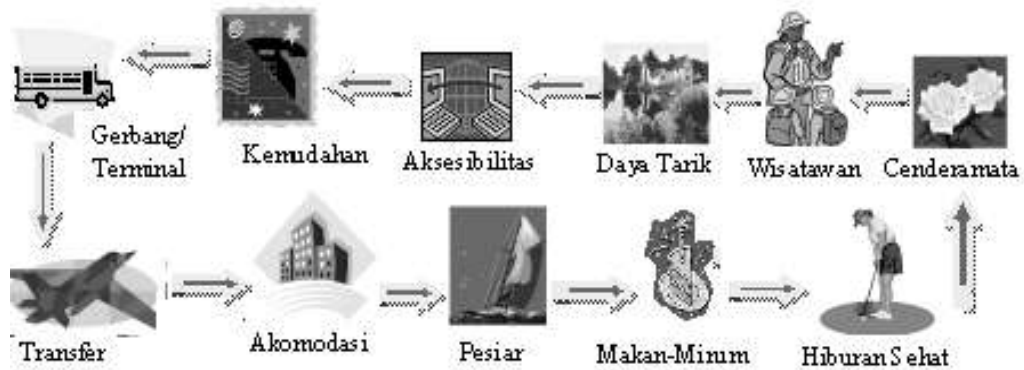 Gerbang/
Terminal
Kemudahan
Aksesibilitas
Daya Tarik
Wisatawan
Cenderamata
Transfer
Akomodasi
Pesiar
Makan-Minum
Hiburan Sehat